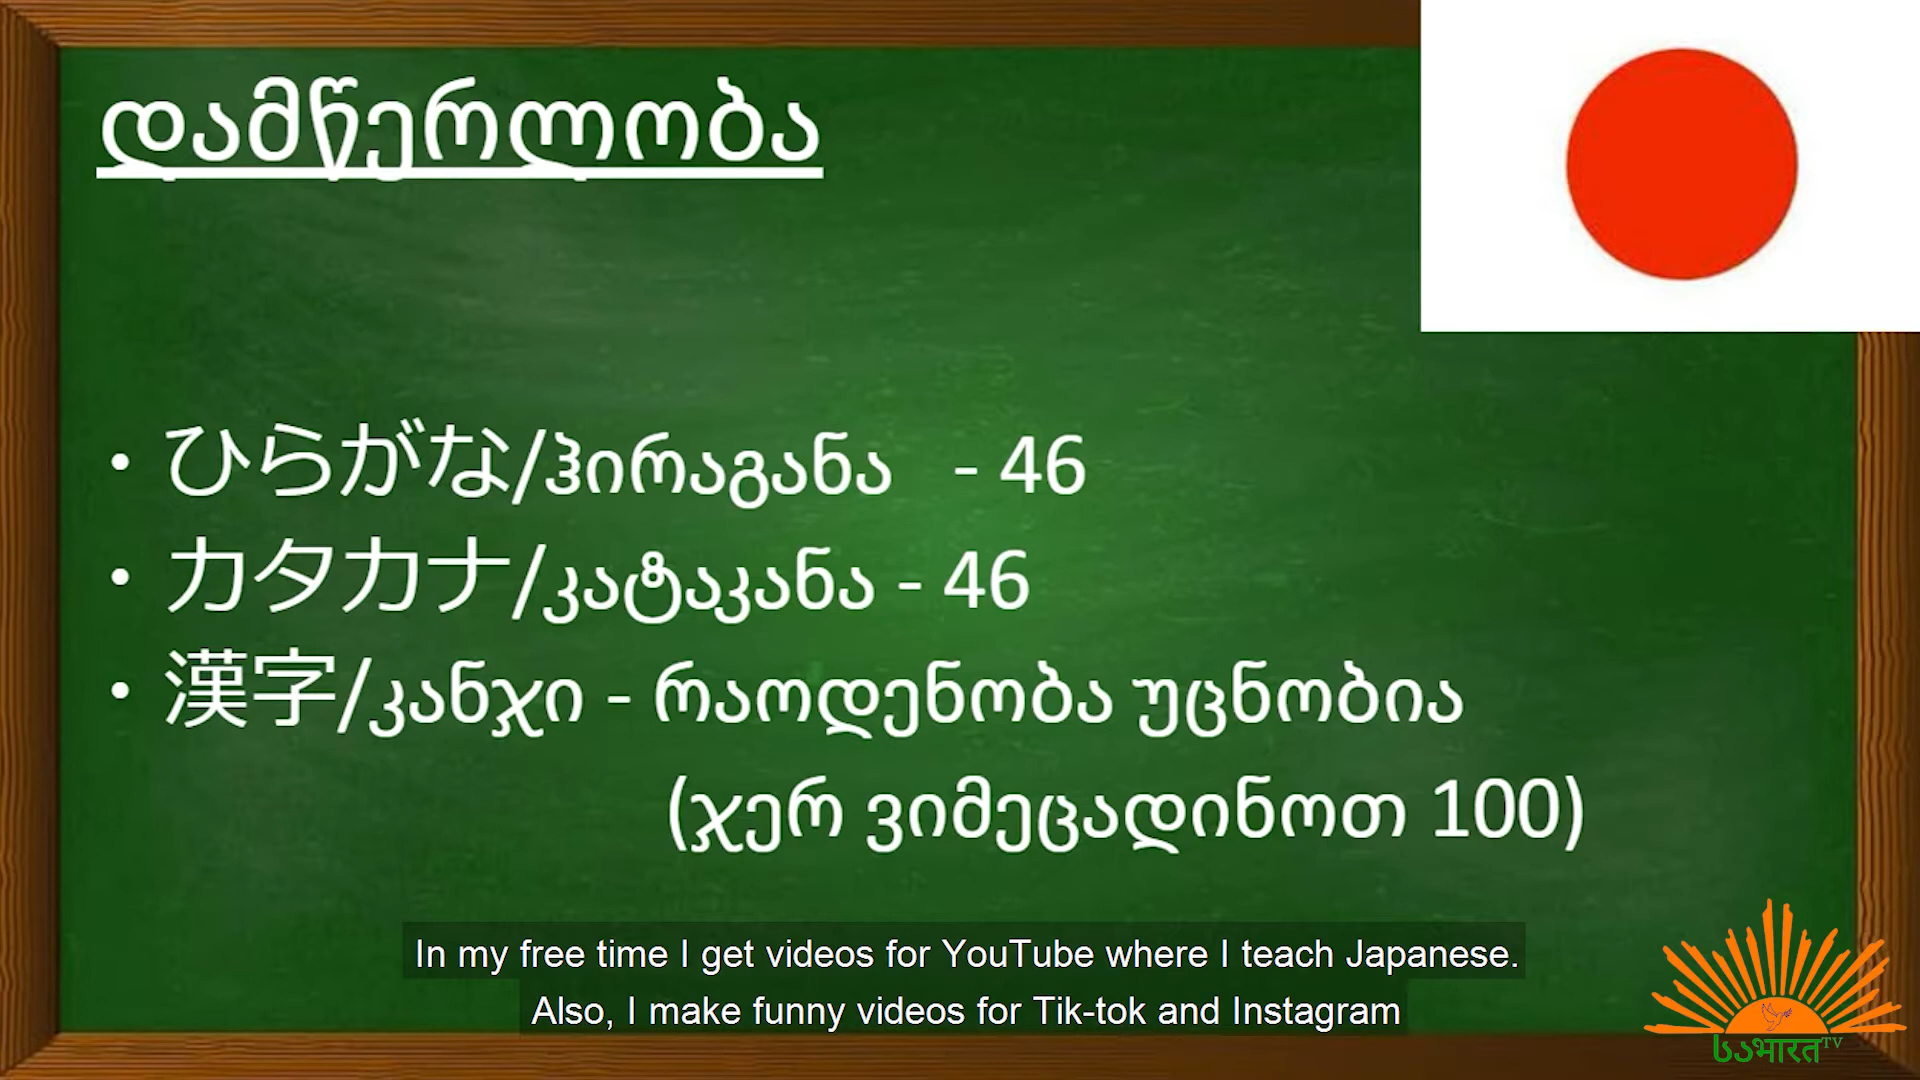 დამწერლობა
• ひらがな/ჰირაგანა - 46
• カタカナ/კატაკანა - 46
• 漢字/კანჯი - რაოდენობა უცნობია
(ჯერ ვიმეცადინოთ 100)
In my free time I get videos for YouTube where I teach Japanese.
Also, I make funny videos for Tik-tok and Instagram
საभारत TV